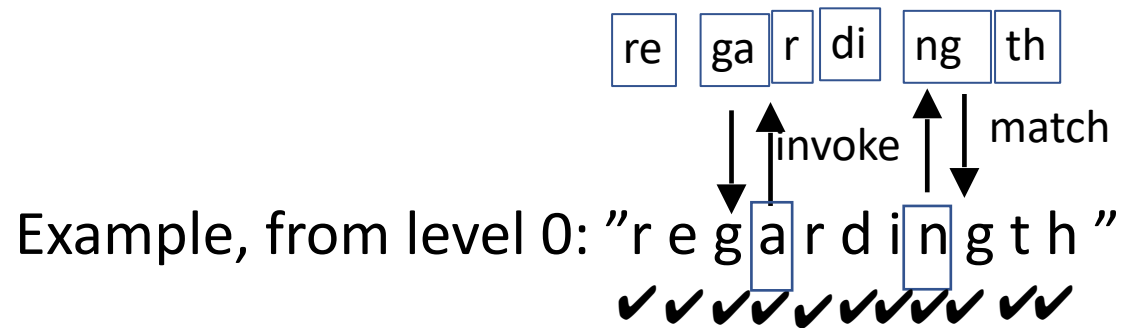 re ga r di ng th
invoke match
Example, from level 0: ”r e g a r d i n g t h ”